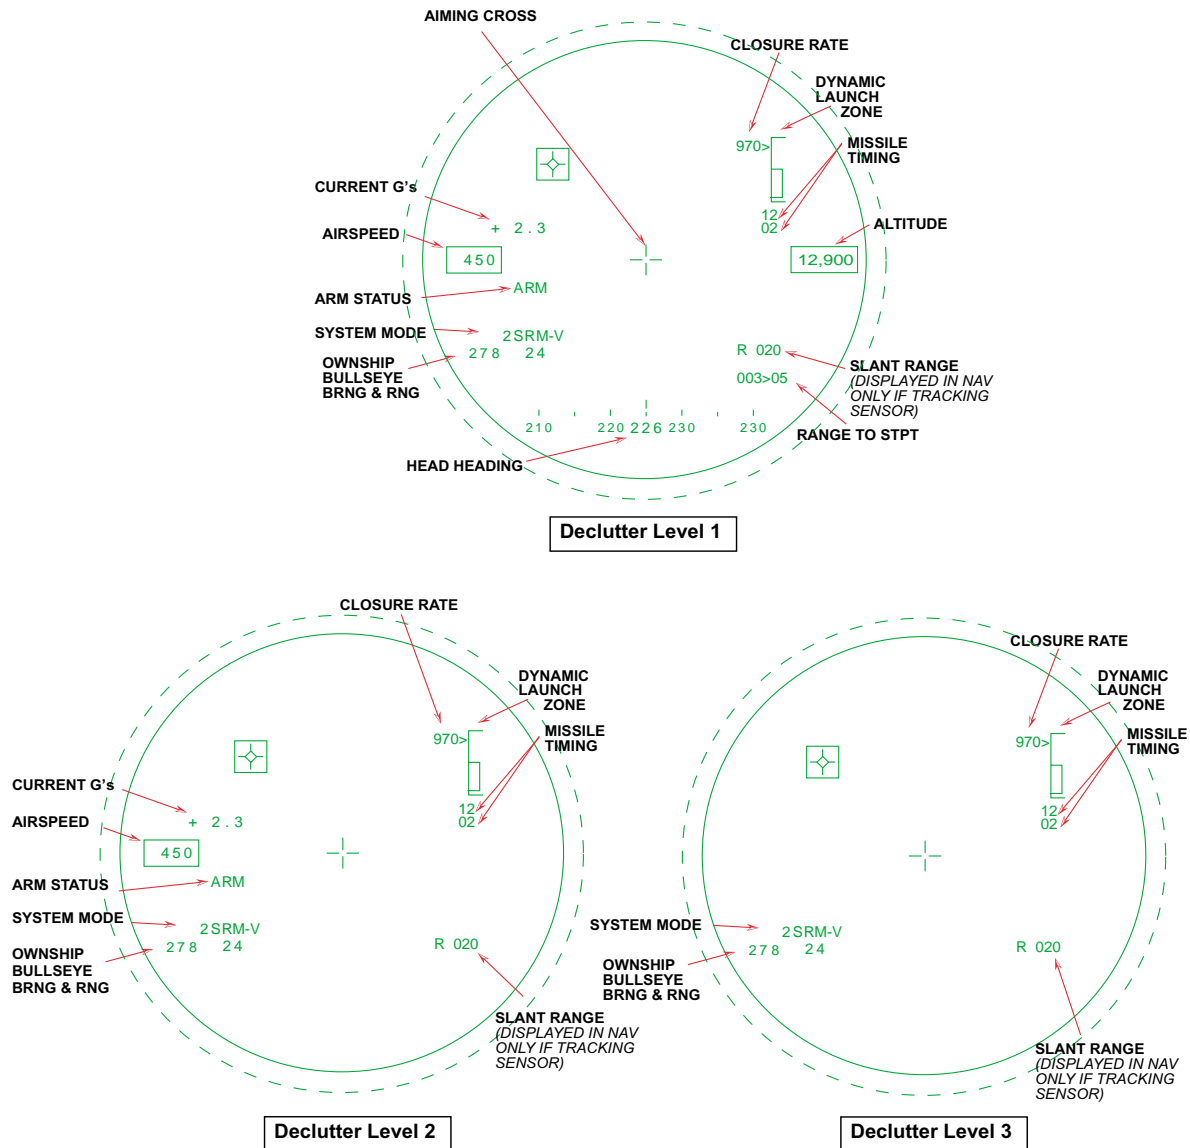 AIMING CROSS
CLOSURE RATE
DYNAMIC
LAUNCH
ZONE
970>
MISSILE
TIMING
CURRENT G's
12
+ 2.3
02
ALTITUDE
AIRSPEED
450
12,900
ARM STATUS
ARM
SYSTEM MODE
2SRM-V
278 24
OWNSHIP
BULLSEYE
BRNG & RNG
R 020
SLANT RANGE
(DISPLAYED IN NAV
ONLY IF TRACKING
SENSOR)
003>05
RANGE TO STPT
210 220 226 230 230
HEAD HEADING
Declutter Level 1
CLOSURE RATE
DYNAMIC
LAUNCH
ZONE
970>
MISSILE
TIMING
CURRENT G's
12
+ 2.3
02
AIRSPEED
450
ARM STATUS
ARM
SYSTEM MODE
2SRM-V
278 24
OWNSHIP
BULLSEYE
BRNG & RNG
R 020
SLANT RANGE
(DISPLAYED IN NAV
ONLY IF TRACKING
SENSOR)
Declutter Level 2
CLOSURE RATE
DYNAMIC
LAUNCH
ZONE
970>
MISSILE
TIMING
12
02
SYSTEM MODE
2SRM-V
278 24
OWNSHIP
BULLSEYE
BRNG & RNG
R 020
SLANT RANGE
(DISPLAYED IN NAV
ONLY IF TRACKING
SENSOR)
Declutter Level 3